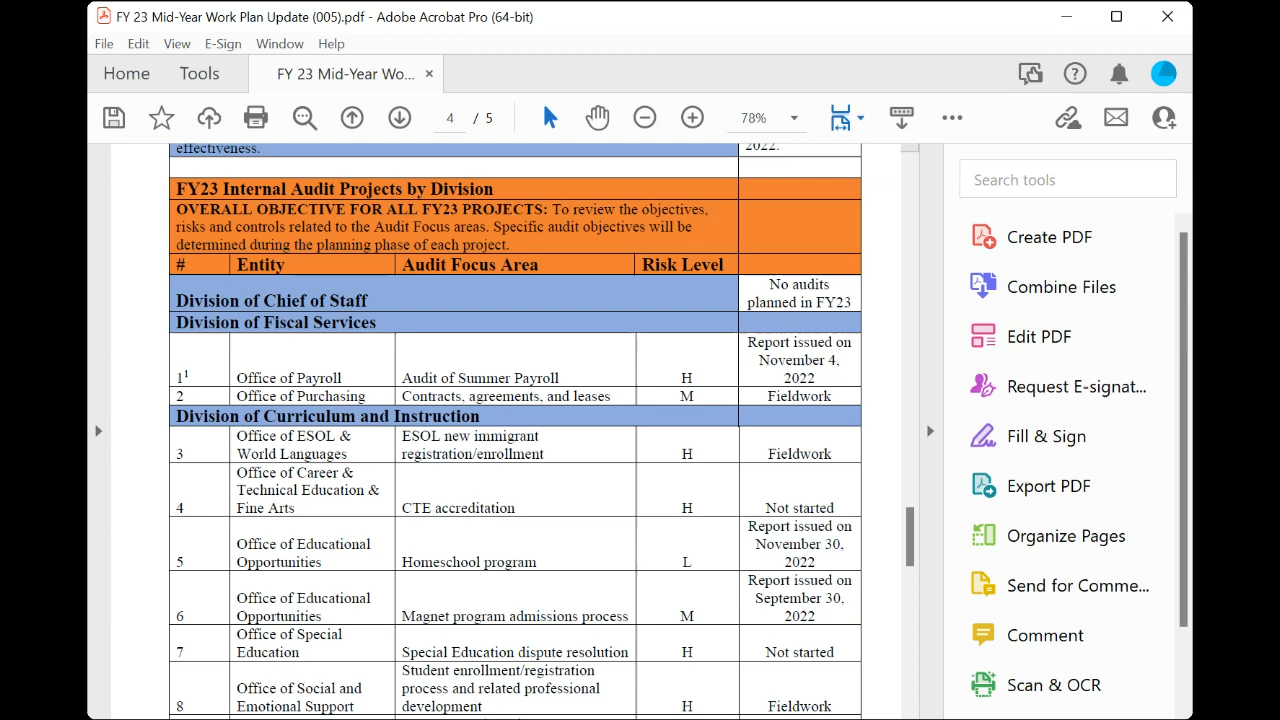 FY 23 Mid-Year Work Plan Update (005).pdf - Adobe Acrobat Pro (64-bit)
File Edit View E-Sign Window Help
Home Tools FY 23 Mid-Year Wo... ×
4 / 5 78%
effectiveness. 2022.
FY23 Internal Audit Projects by Division
OVERALL OBJECTIVE FOR ALL FY23 PROJECTS: To review the objectives,
risks and controls related to the Audit Focus areas. Specific audit objectives will be
determined during the planning phase of each project.
# Entity Audit Focus Area Risk Level
Division of Chief of Staff No audits
planned in FY23
Division of Fiscal Services
1¹ Office of Payroll Audit of Summer Payroll H Report issued on
November 4,
2022
2 Office of Purchasing Contracts, agreements, and leases M Fieldwork
Division of Curriculum and Instruction
Office of ESOL & ESOL new immigrant
3 World Languages registration/enrollment H Fieldwork
Office of Career &
Technical Education &
4 Fine Arts CTE accreditation H Not started
Report issued on
Office of Educational November 30,
5 Opportunities Homeschool program L 2022
Report issued on
Office of Educational September 30,
6 Opportunities Magnet program admissions process M 2022
Office of Special
7 Education Special Education dispute resolution H Not started
Student enrollment/registration
Office of Social and process and related professional
8 Emotional Support development H Fieldwork
Search tools
Create PDF
Combine Files
Edit PDF
Request E-signat...
Fill & Sign
Export PDF
Organize Pages
Send for Comme...
Comment
Scan & OCR